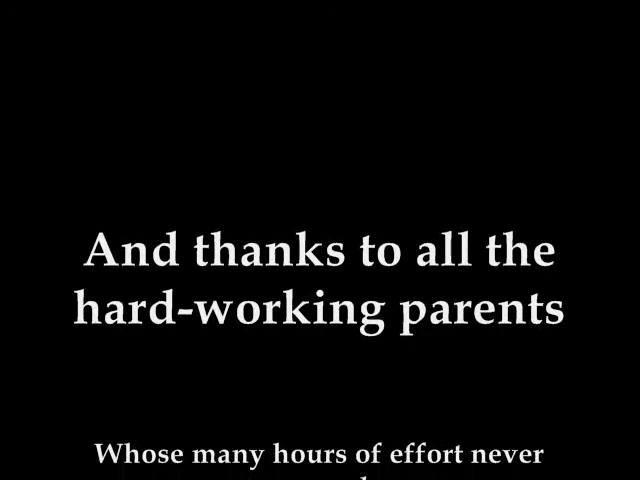 And thanks to all the
hard-working parents
Whose many hours of effort never